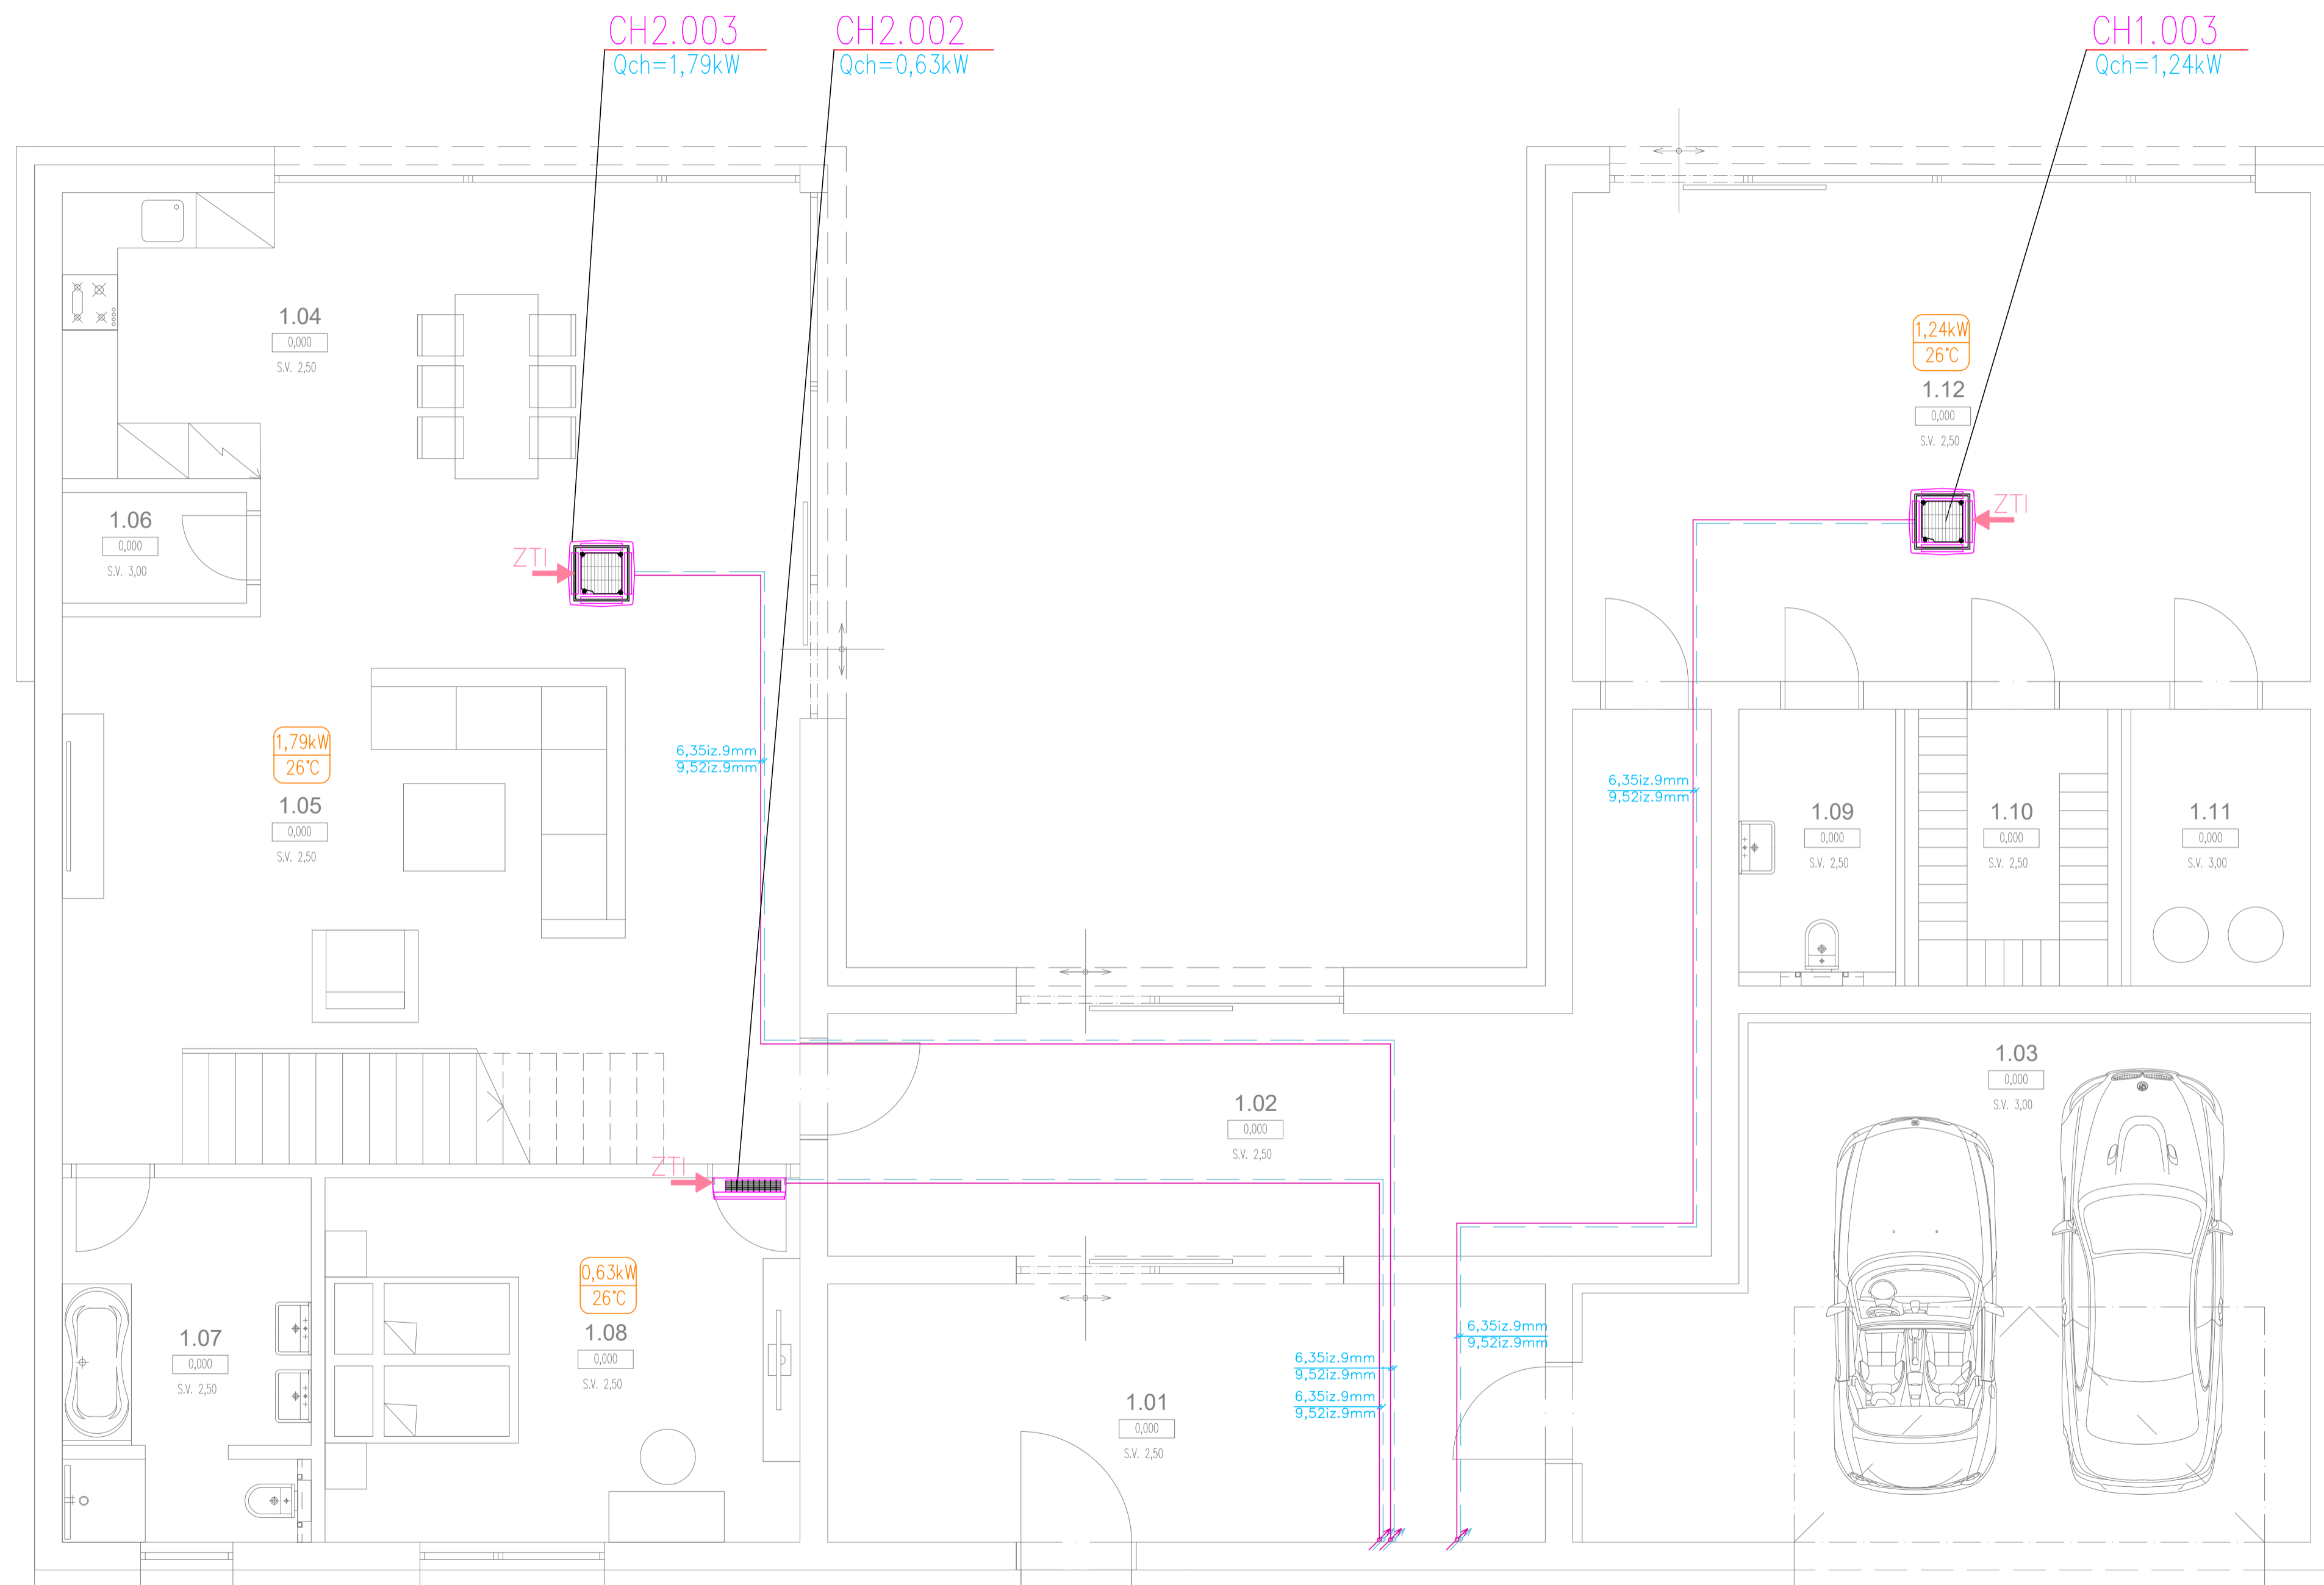 CH2.003
Qch=1,79kW
CH2.002
Qch=0,63kW
CH1.003
Qch=1,24kW
1.04
0,000
S.V. 2,50
1,24kW
26°C
1.12
0,000
S.V. 2,50
1.06
0,000
S.V. 3,00
ZTI
ZTI
1,79kW
26°C
1.05
0,000
S.V. 2,50
6,35iz.9mm
9,52iz.9mm
6,35iz.9mm
9,52iz.9mm
1.09
0,000
S.V. 2,50
1.10
0,000
S.V. 2,50
1.11
0,000
S.V. 3,00
1.03
0,000
S.V. 3,00
1.02
0,000
S.V. 2,50
ZTI
0,63kW
26°C
1.08
0,000
S.V. 2,50
1.07
0,000
S.V. 2,50
6,35iz.9mm
9,52iz.9mm
6,35iz.9mm
9,52iz.9mm
6,35iz.9mm
9,52iz.9mm
1.01
0,000
S.V. 2,50